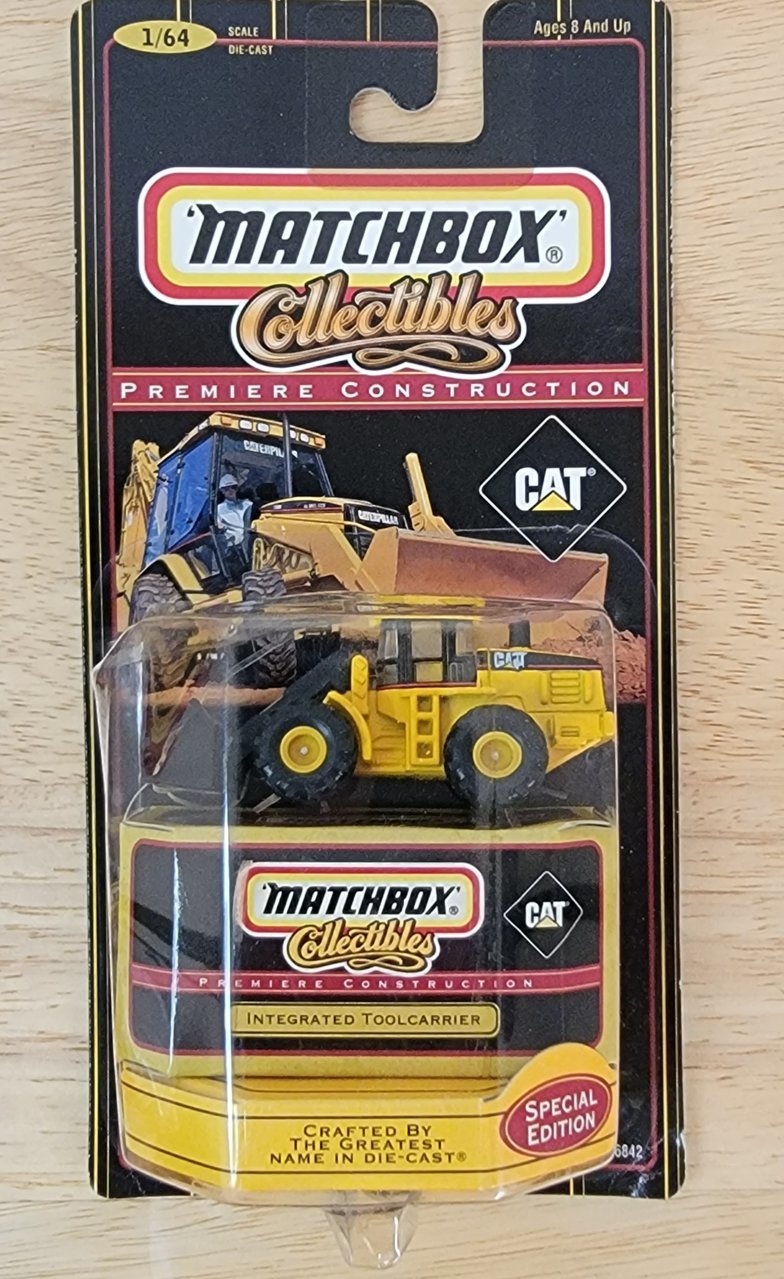 1/64
SCALE
DIE-CAST
Ages 8 And Up
'MATCHBOX'®
Collectibles
PREMIERE CONSTRUCTION
CAT®
CATERPILLAR
CATERPILLAR
CAT
'MATCHBOX'®
Collectibles
CAT®
PREMIERE CONSTRUCTION
INTEGRATED TOOLCARRIER
SPECIAL
EDITION
CRAFTED BY
THE GREATEST
NAME IN DIE-CAST®
6842